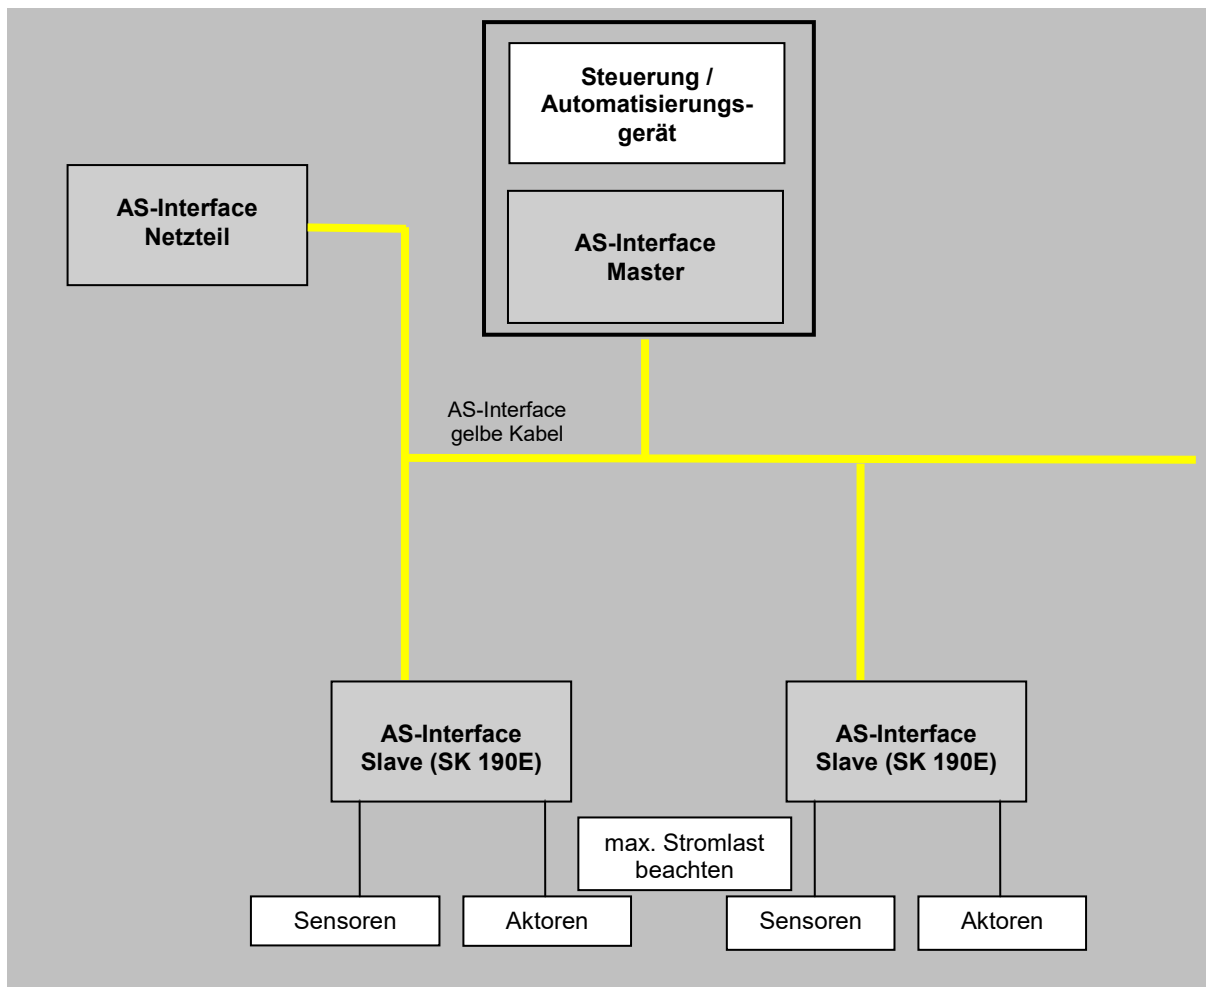 Steuerung /
Automatisierungs-
gerät
AS-Interface
Netzteil
AS-Interface
Master
AS-Interface
gelbe Kabel
AS-Interface
Slave (SK 190E)
AS-Interface
Slave (SK 190E)
max. Stromlast
beachten
Sensoren
Aktoren
Sensoren
Aktoren